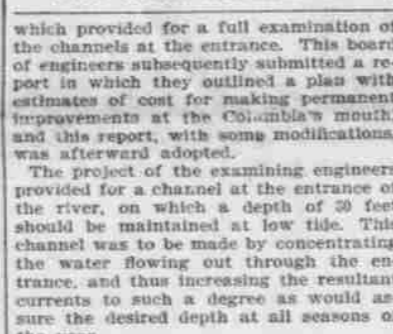 which provided for a full examination of
the channels at the entrance. This board
of engineers subsequently submitted a re-
port in which they outlined a plan with
estimates of cost for making permanent
improvements at the Columbia's mouth,
and this report, with some modifications,
was afterward adopted.
The project of the examining engineers
provided for a channel at the entrance of
the river, on which a depth of 30 feet
should be maintained at low tide. This
channel was to be made by concentrating
the water flowing out through the en-
trance, and thus increasing the resultant
currents to such a degree as would as-
sure the desired depth at all seasons of